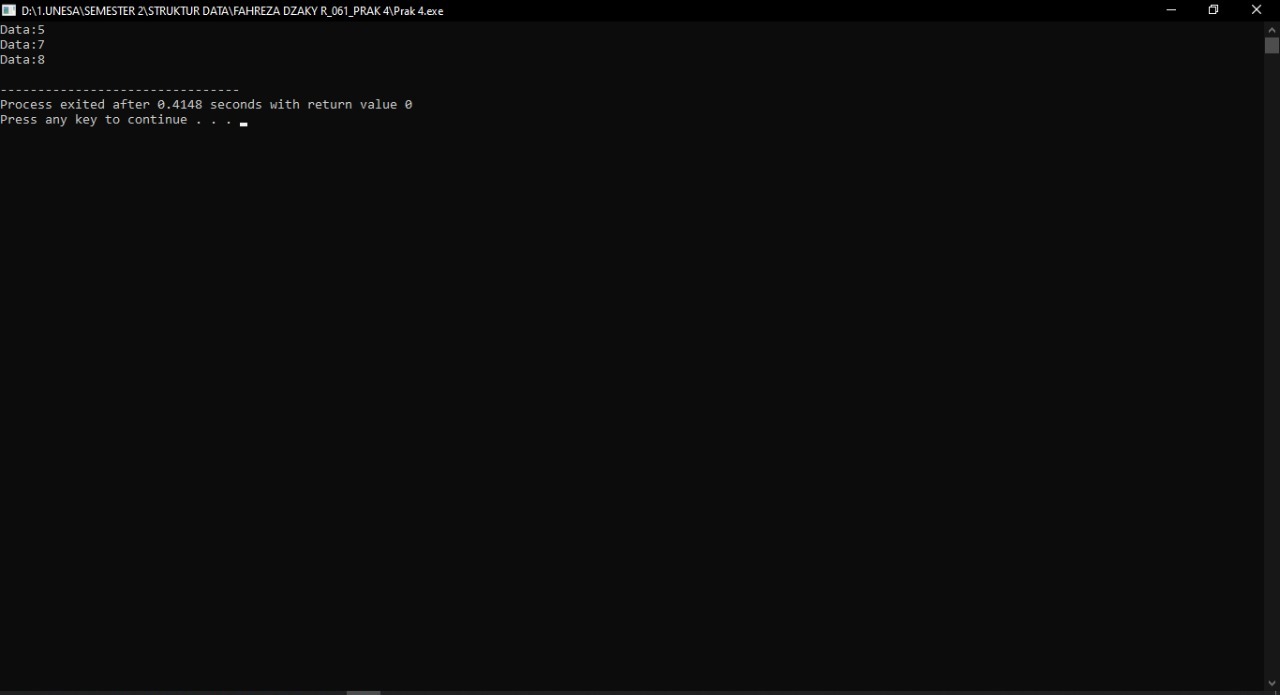 D:\1.UNESA\SEMESTER 2\STRUKTUR DATA\FAHREZA DZAKY R_061_PRAK 4\Prak 4.exe
Data:5
Data:7
Data:8
--------------------------------
Process exited after 0.4148 seconds with return value 0
Press any key to continue . . .